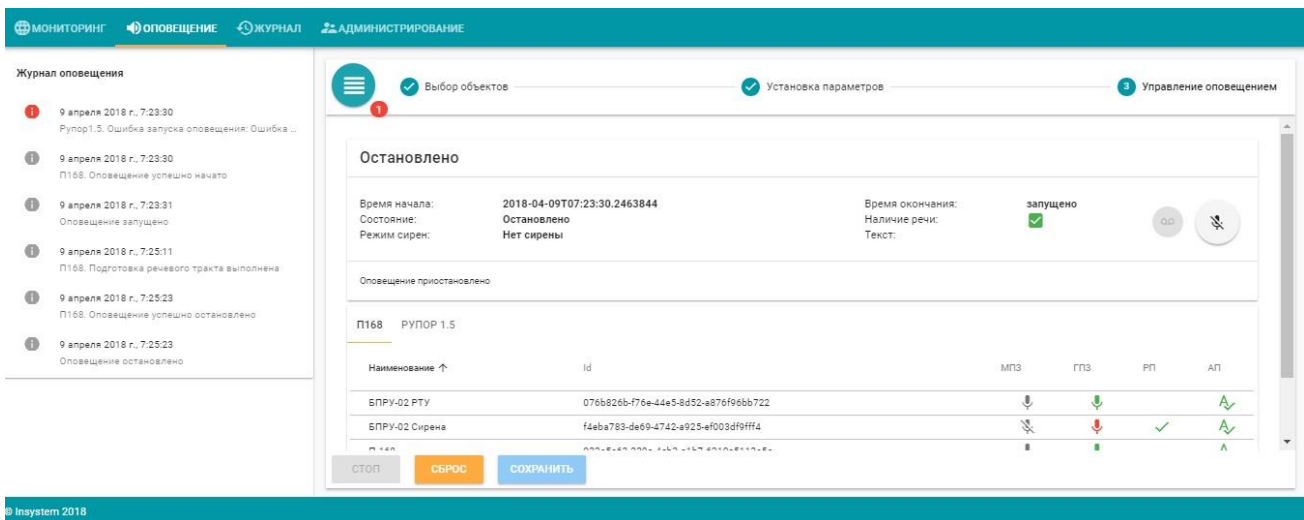 МОНИТОРИНГ ОПОВЕЩЕНИЕ ЖУРНАЛ АДМИНИСТРИРОВАНИЕ
Журнал оповещения
9 апреля 2018 г., 7:23:30
Рупор1.5. Ошибка запуска оповещения: Ошибка ...
9 апреля 2018 г., 7:23:30
П168. Оповещение успешно начато
9 апреля 2018 г., 7:23:31
Оповещение запущено
9 апреля 2018 г., 7:25:11
П168. Подготовка речевого тракта выполнена
9 апреля 2018 г., 7:25:23
П168. Оповещение успешно остановлено
9 апреля 2018 г., 7:25:23
Оповещение остановлено
1
Выбор объектов Установка параметров 3 Управление оповещением
Остановлено
Время начала: 2018-04-09T07:23:30.2463844 Время окончания: запущено
Состояние: Остановлено Наличие речи:
Режим сирен: Нет сирены Текст:
Оповещение приостановлено
П168 РУПОР 1.5
Наименование ↑ Id МПЗ ГПЗ РП АП
БПРУ-02 РТУ 076b826b-f76e-44e5-8d52-a876f96bb722
БПРУ-02 Сирена f4eba783-de69-4742-a925-ef003df9fff4
СТОП СБРОС СОХРАНИТЬ
© Insystem 2018